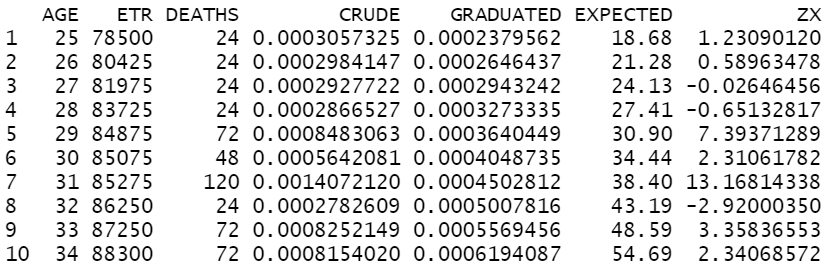 AGE ETR DEATHS CRUDE GRADUATED EXPECTED ZX
1 25 78500 24 0.0003057325 0.0002379562 18.68 1.23090120
2 26 80425 24 0.0002984147 0.0002646437 21.28 0.58963478
3 27 81975 24 0.0002927722 0.0002943242 24.13 -0.02646456
4 28 83725 24 0.0002866527 0.0003273335 27.41 -0.65132817
5 29 84875 72 0.0008483063 0.0003640449 30.90 7.39371289
6 30 85075 48 0.0005642081 0.0004048735 34.44 2.31061782
7 31 85275 120 0.0014072120 0.0004502812 38.40 13.16814338
8 32 86250 24 0.0002782609 0.0005007816 43.19 -2.92000350
9 33 87250 72 0.0008252149 0.0005569456 48.59 3.35836553
10 34 88300 72 0.0008154020 0.0006194087 54.69 2.34068572